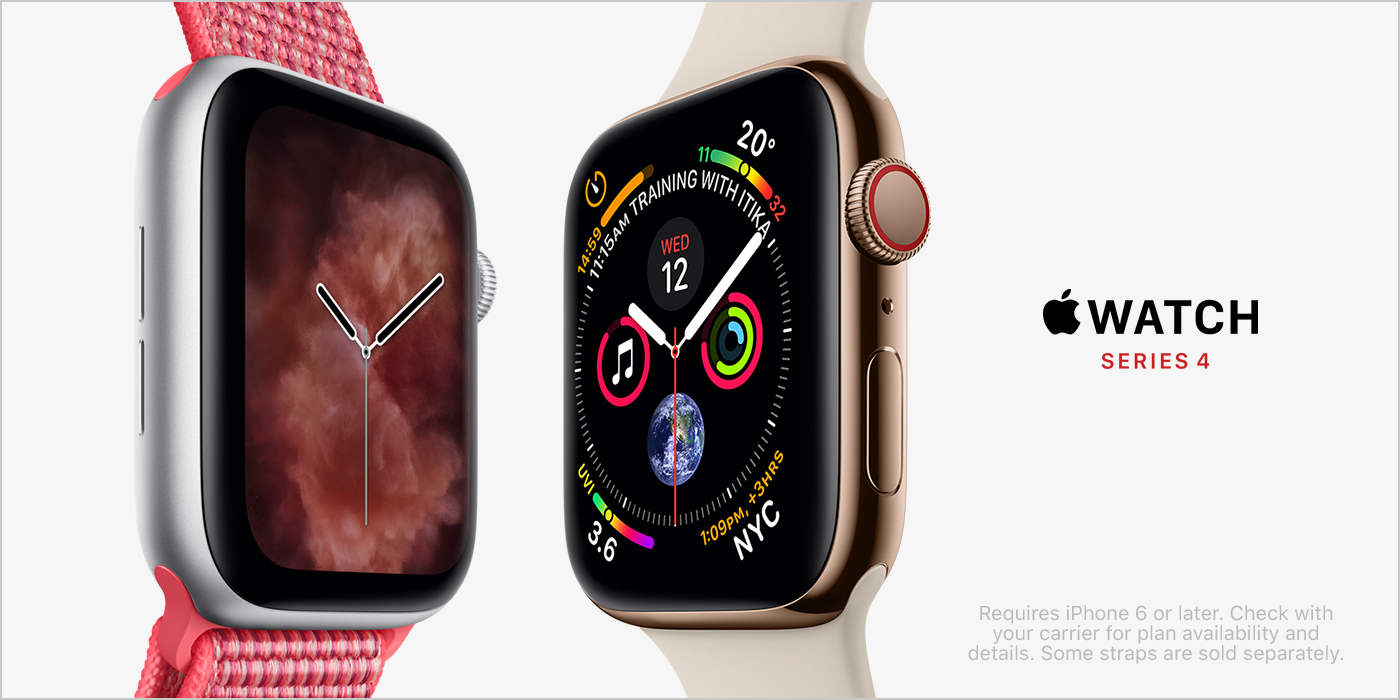 20°
11
32
14:59
11:15AM TRAINING WITH ITIKA
WED
12
UVI
3.6
1:09PM, +3HRS
NYC
WATCH
SERIES 4
Requires iPhone 6 or later. Check with
your carrier for plan availability and
details. Some straps are sold separately.